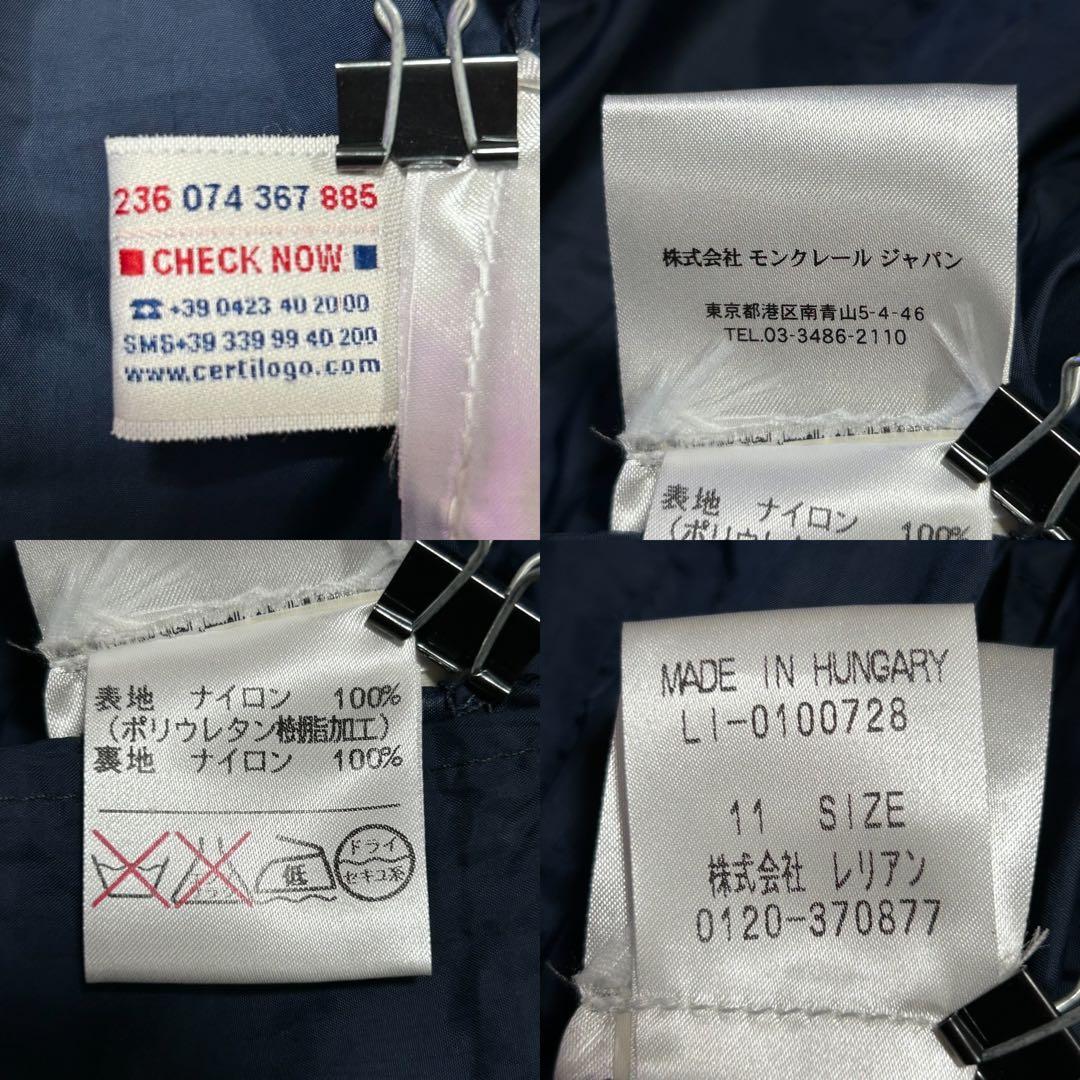 236 074 367 885
CHECK NOW
☎+39 0423 40 20 00
SMS+39 339 99 40 200
www.certilogo.com
株式会社 モンクレール ジャパン
東京都港区南青山5-4-46
TEL.03-3486-2110
表地 ナイロン 100%
表地 ナイロン 100%
(ポリウレタン樹脂加工)
裏地 ナイロン 100%
ドライ
セキユ系
低
MADE IN HUNGARY
LI-0100728
11 SIZE
株式会社 レリアン
0120-370877